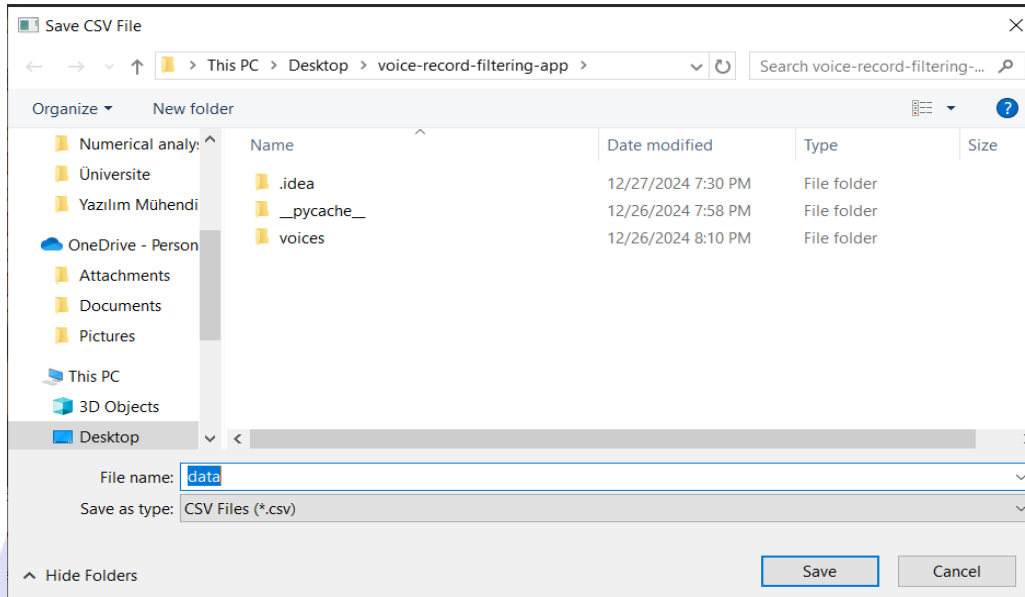 Save CSV File
This PC > Desktop > voice-record-filtering-app >
Search voice-record-filtering-...
Organize New folder
Name Date modified Type Size
Numerical analy
Üniversite
Yazılım Mühendi
OneDrive - Person
Attachments
Documents
Pictures
This PC
3D Objects
Desktop
.idea 12/27/2024 7:30 PM File folder
__pycache__ 12/26/2024 7:58 PM File folder
voices 12/26/2024 8:10 PM File folder
File name: data
Save as type: CSV Files (*.csv)
Hide Folders
Save Cancel